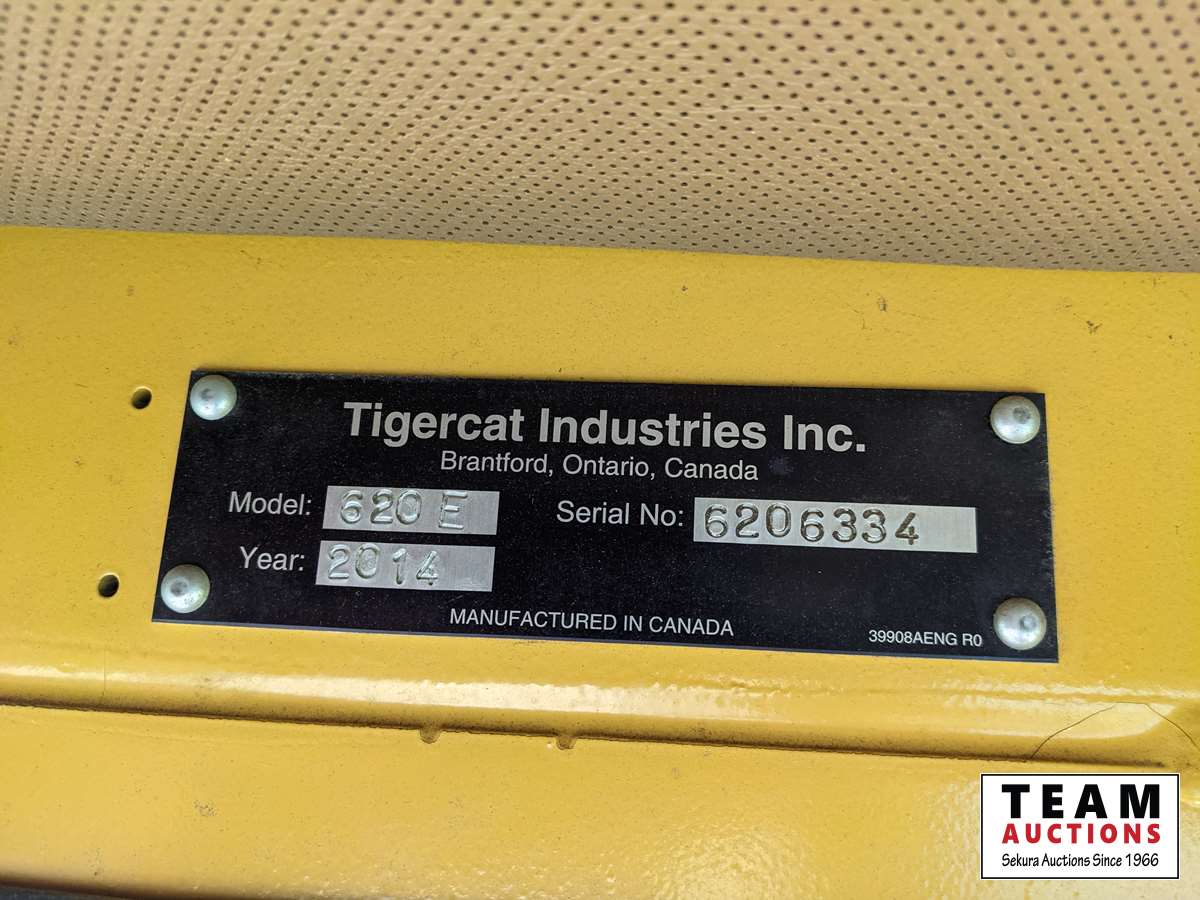 Tigercat Industries Inc.
Brantford, Ontario, Canada
Model: 620 E Serial No: 6206334
Year: 2014
MANUFACTURED IN CANADA 39908AENG R0
TEAM
AUCTIONS
Sekura Auctions Since 1966